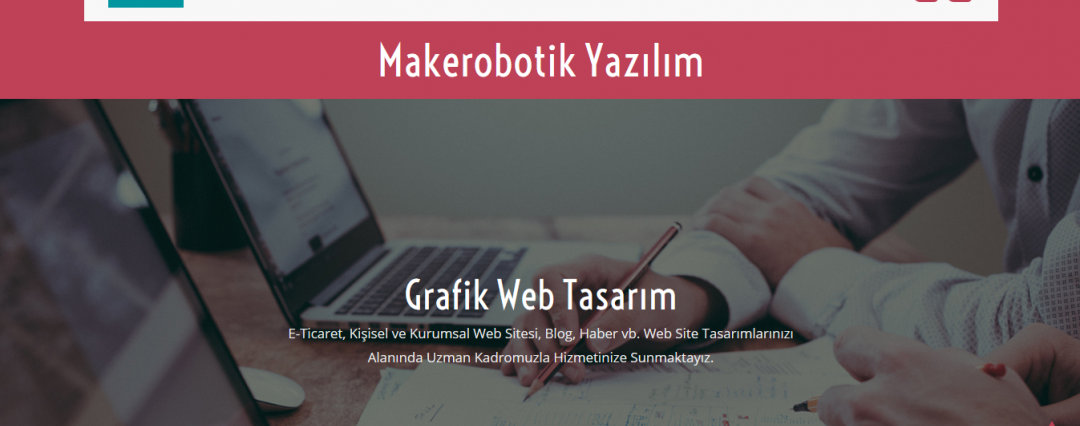 Makerobotik Yazılım
Grafik Web Tasarım
E-Ticaret, Kişisel ve Kurumsal Web Sitesi, Blog, Haber vb. Web Site Tasarımlarınızı
Alanında Uzman Kadromuzla Hizmetinize Sunmaktayız.